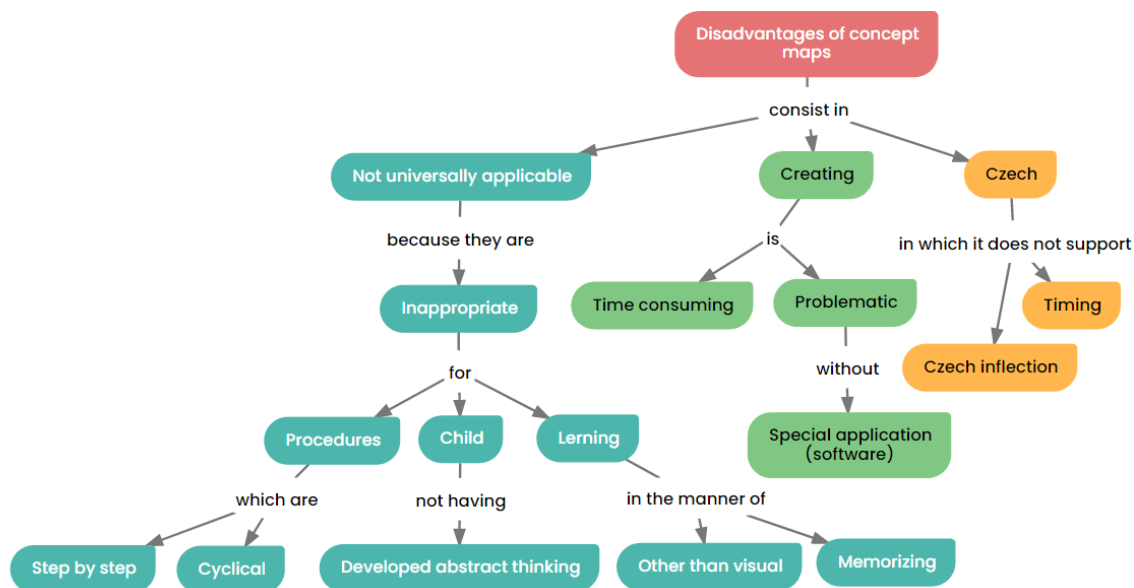 Disadvantages of concept
maps
consist in
Not universally applicable
Creating
Czech
because they are
is
in which it does not support
Inappropriate
Time consuming
Problematic
Timing
for
without
Czech inflection
Procedures
Child
Lerning
Special application
(software)
which are
not having
in the manner of
Step by step
Cyclical
Developed abstract thinking
Other than visual
Memorizing